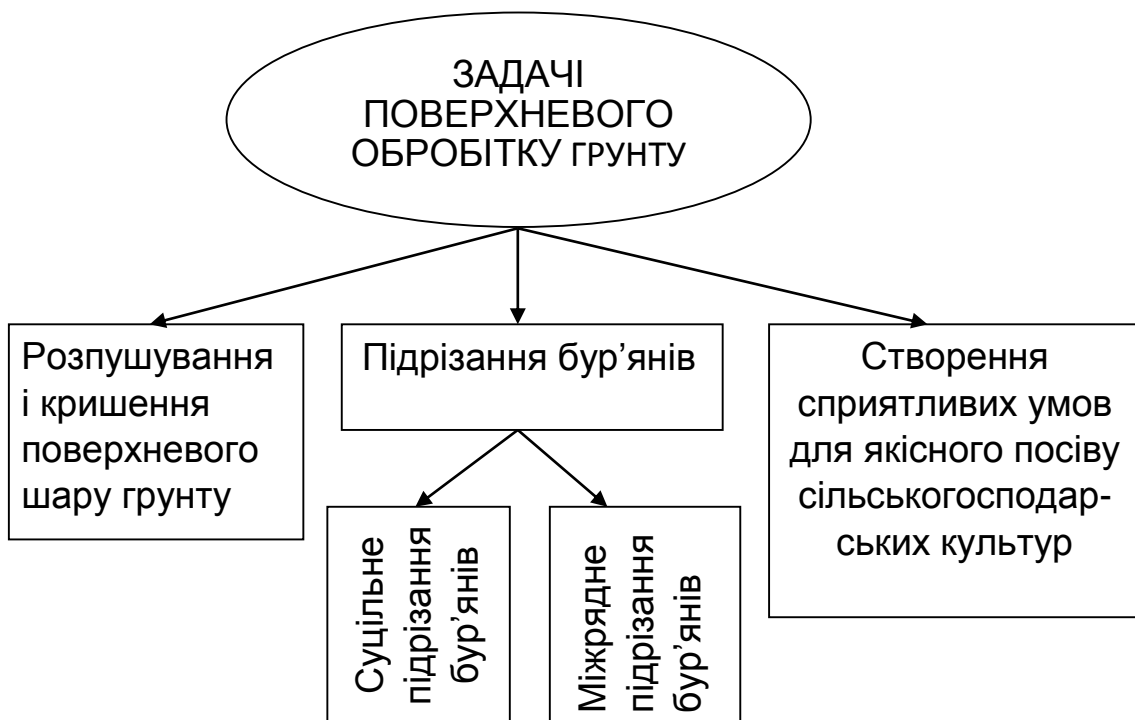 ЗАДАЧІ
ПОВЕРХНЕВОГО
ОБРОБІТКУ ГРУНТУ
Розпушування
і кришення
поверхневого
шару грунту
Підрізання бур’янів
Створення
сприятливих умов
для якісного посіву
сільськогосподар-
ських культур
Суцільне
підрізання
бур’янів
Міжрядне
підрізання
бур’янів